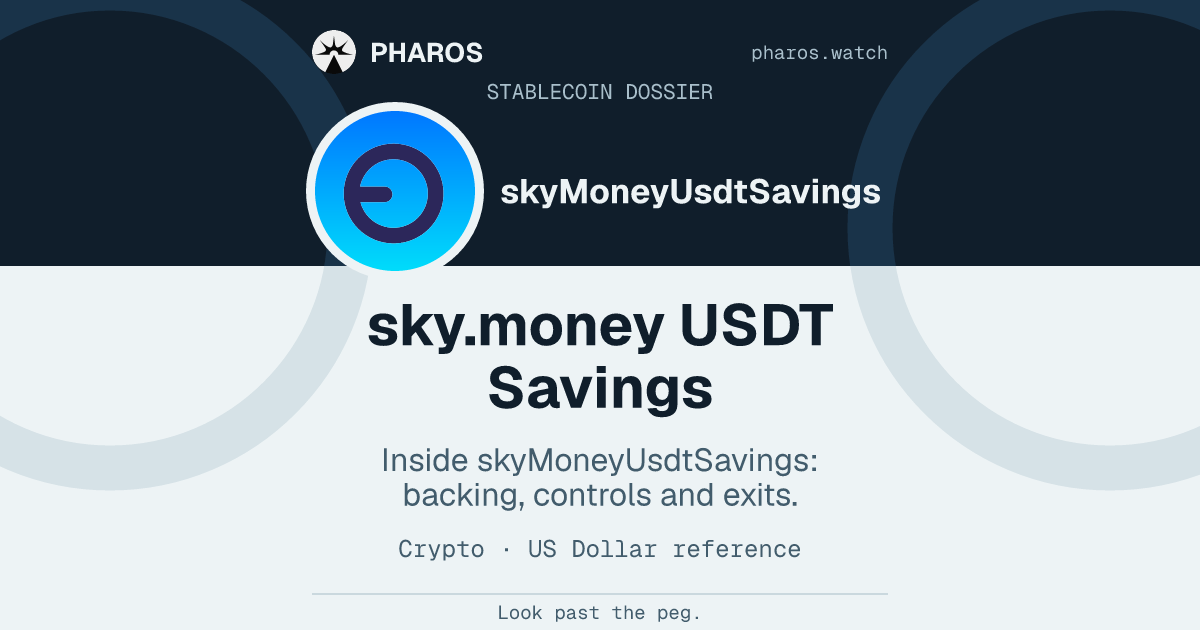 PHAROS
pharos.watch
STABLECOIN DOSSIER
skyMoneyUsdtSavings
sky.money USDT
Savings
Inside skyMoneyUsdtSavings:
backing, controls and exits.
Crypto · US Dollar reference
Look past the peg.